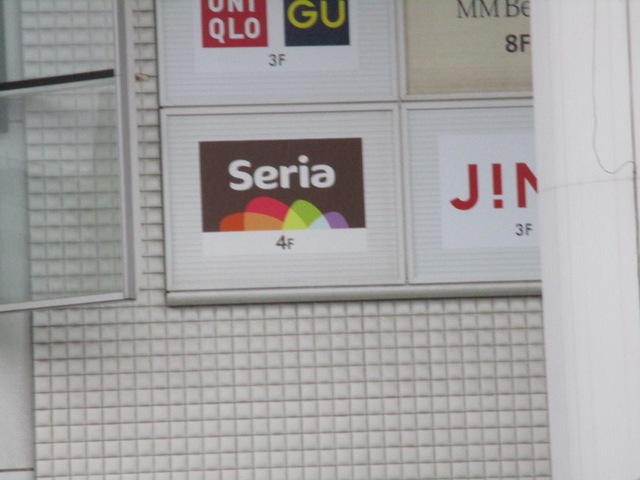 UNI
QLO
GU
3F
MM Be
8F
Seria
4F
J!N
3F